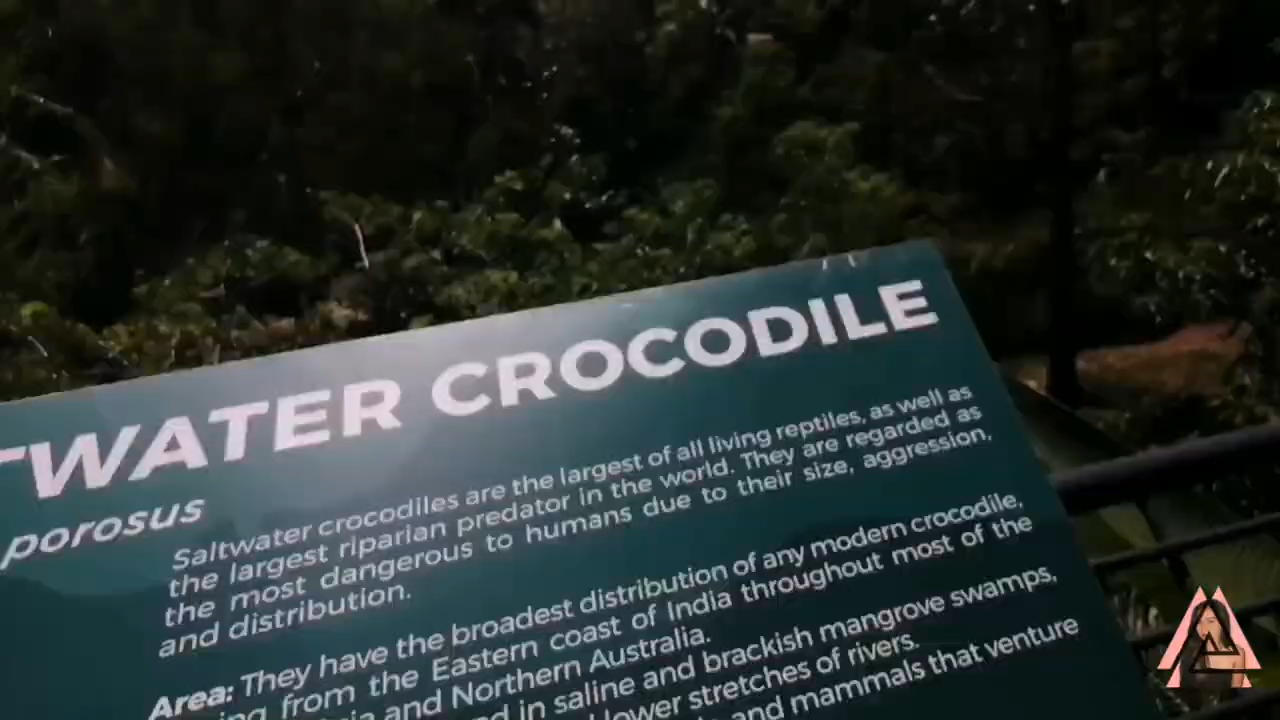 TWATER CROCODILE
porosus
Saltwater crocodiles are the largest of all living reptiles, as well as
the largest riparian predator in the world. They are regarded as
the most dangerous to humans due to their size, aggression,
and distribution.
Area: They have the broadest distribution of any modern crocodile,
ing from the Eastern coast of India throughout most of the
ia and Northern Australia.
d in saline and brackish mangrove swamps,
lower stretches of rivers.
and mammals that venture